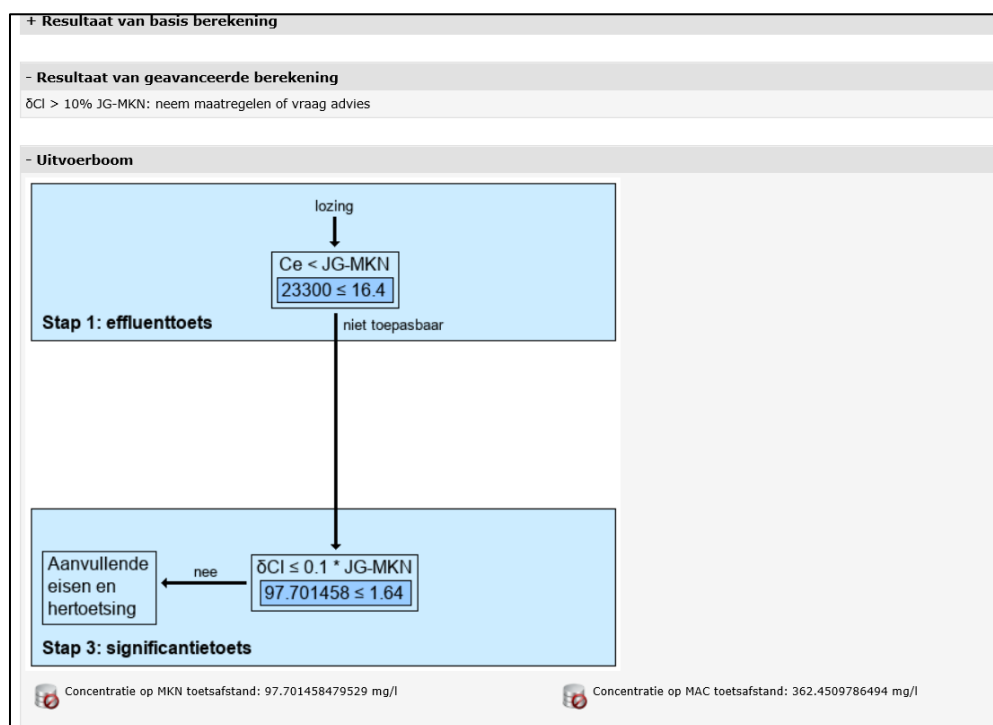 + Resultaat van basis berekening
- Resultaat van geavanceerde berekening
δCl > 10% JG-MKN: neem maatregelen of vraag advies
- Uitvoerboom
lozing
Ce < JG-MKN
23300 ≤ 16.4
Stap 1: effluenttoets
niet toepasbaar
Aanvullende
eisen en
hertoetsing
nee
δCl ≤ 0.1 * JG-MKN
97.701458 ≤ 1.64
Stap 3: significantietoets
Concentratie op MKN toetsafstand: 97.701458479529 mg/l
Concentratie op MAC toetsafstand: 362.4509786494 mg/l